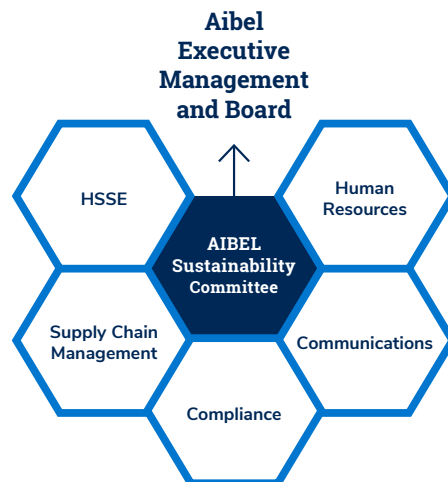 Aibel
Executive
Management
and Board
HSSE
Human
Resources
AIBEL
Sustainability
Committee
Supply Chain
Management
Communications
Compliance